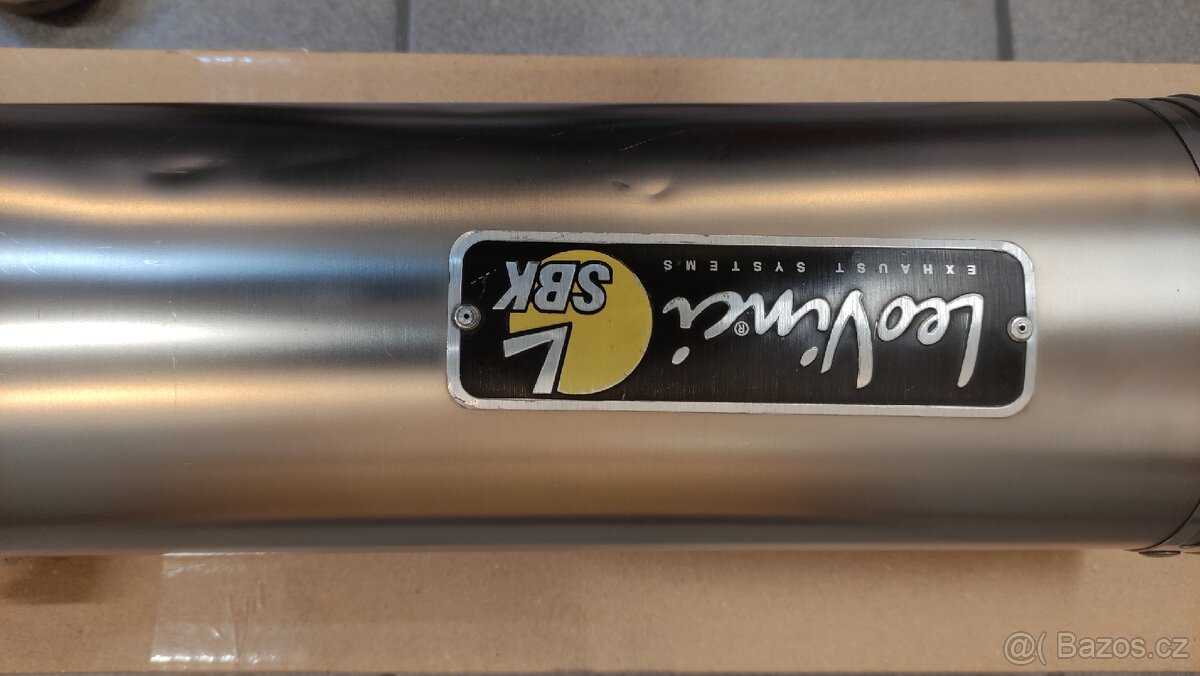 LeoVinci®
EXHAUST SYSTEMS
L
SBK
@( Bazos.cz